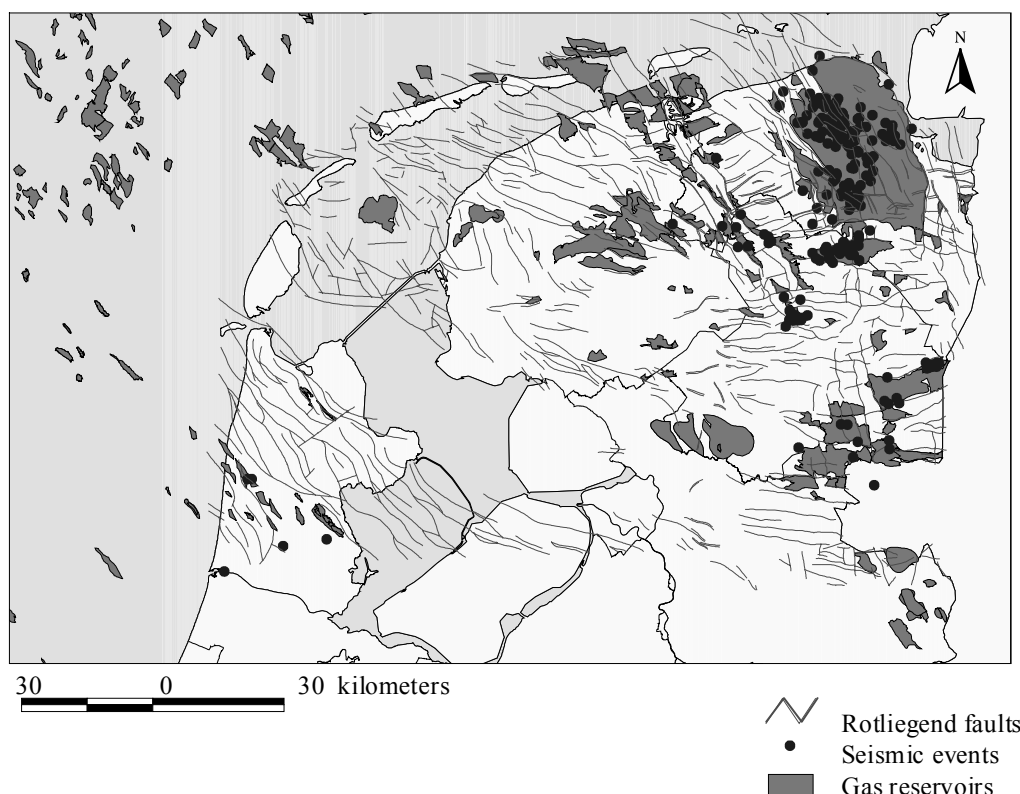 N
30 0 30 kilometers
Rotliegend faults
Seismic events
Gas reservoirs